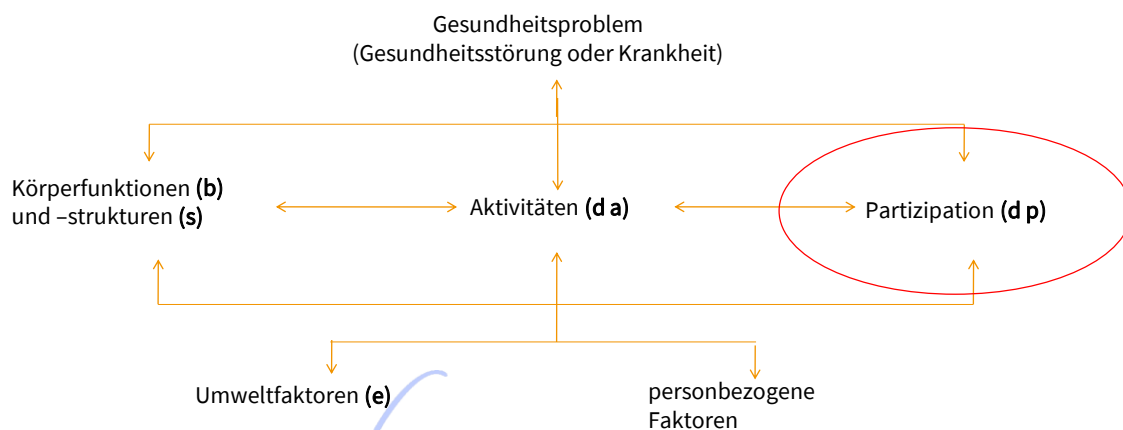 Gesundheitsproblem
(Gesundheitsstörung oder Krankheit)
Körperfunktionen (b)
und –strukturen (s)
Aktivitäten (d a)
Partizipation (d p)
Umweltfaktoren (e)
personbezogene
Faktoren